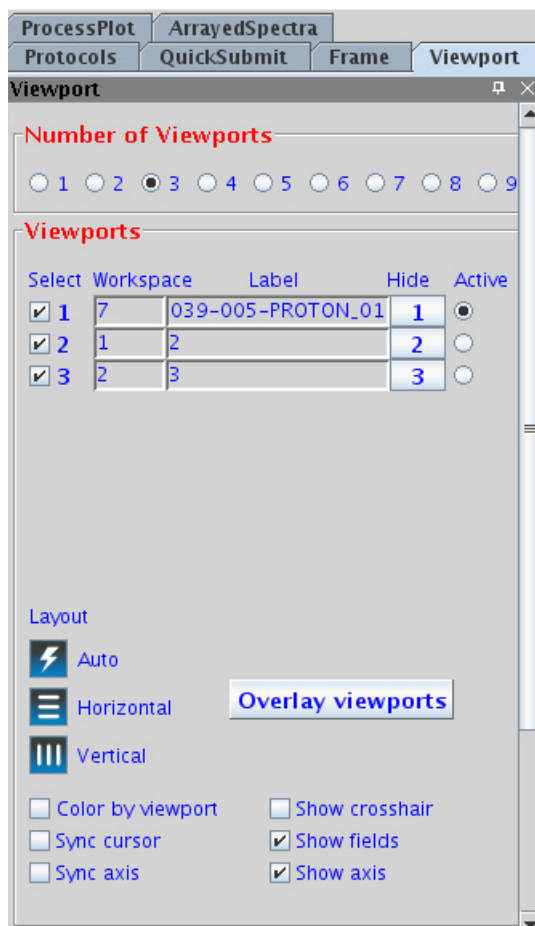 ProcessPlot ArrayedSpectra
Protocols QuickSubmit Frame Viewport
Viewport
Number of Viewports
1 2 3 4 5 6 7 8 9
Viewports
Select Workspace Label Hide Active
1 7 039-005-PROTON_01 1
2 1 2 2
3 2 3 3
Layout
Auto
Overlay viewports
Horizontal
Vertical
Color by viewport Show crosshair
Sync cursor Show fields
Sync axis Show axis